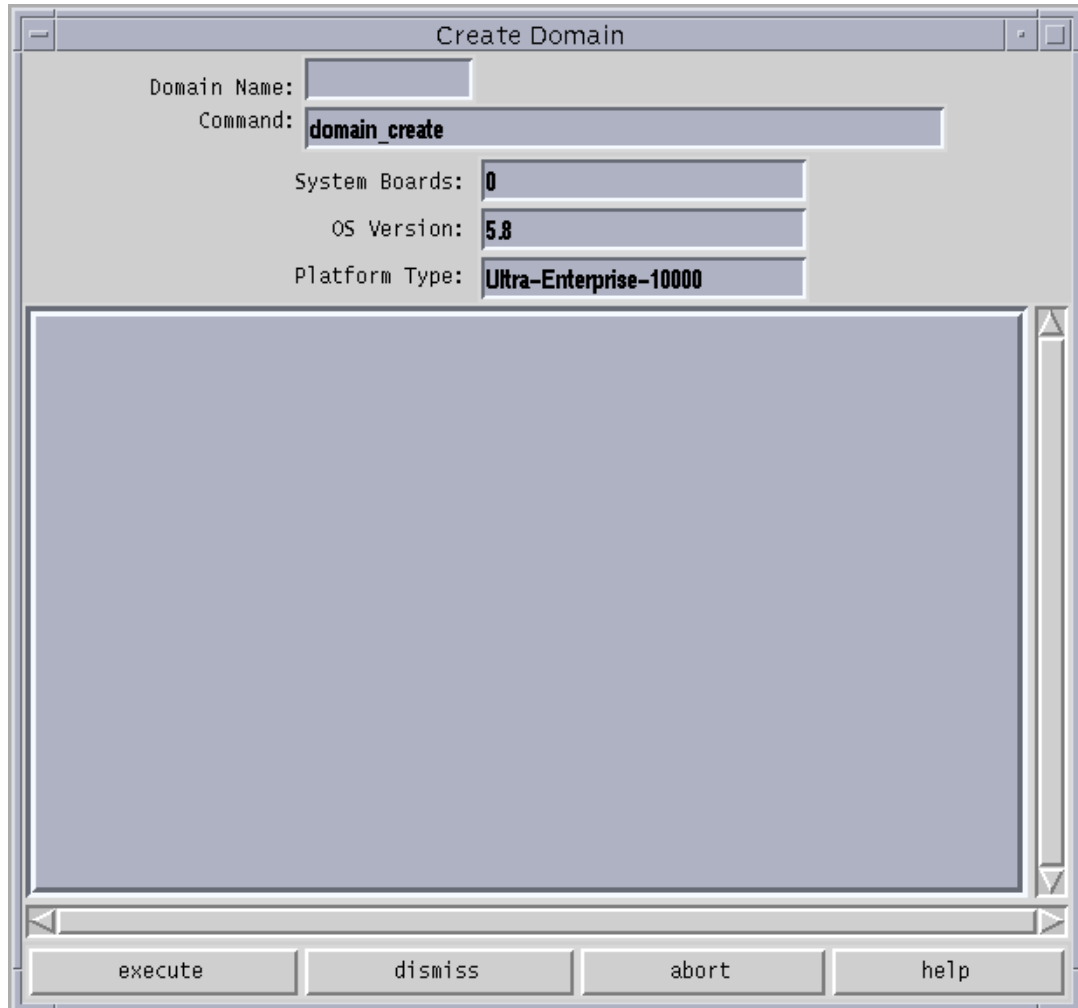 Create Domain
Domain Name:
Command: domain_create
System Boards: 0
OS Version: 5.8
Platform Type: Ultra-Enterprise-10000
execute dismiss abort help